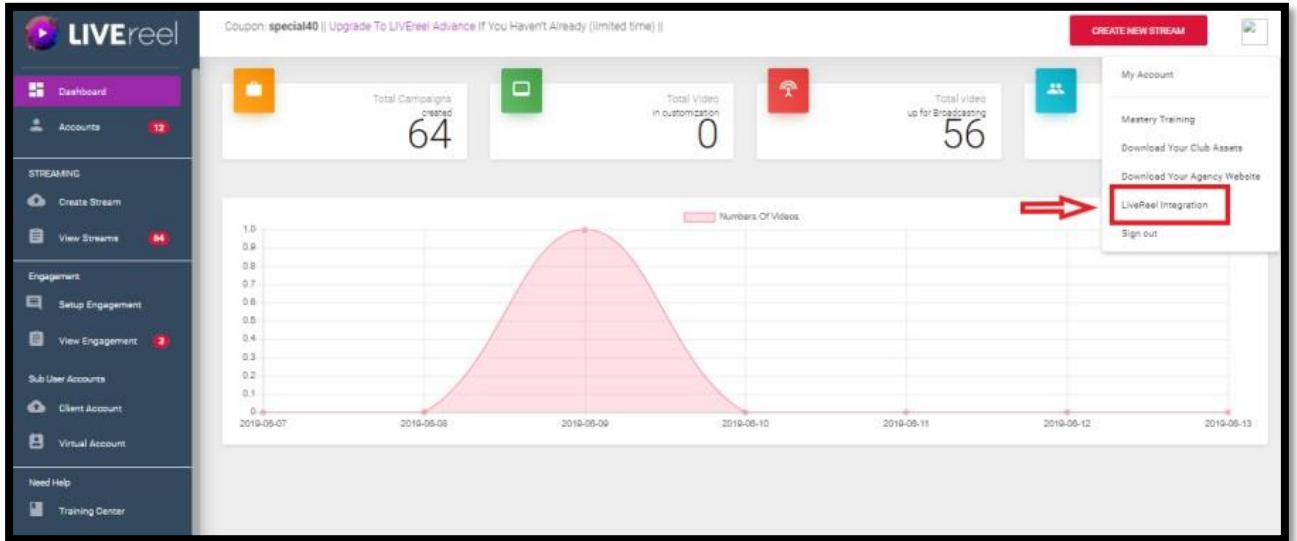 LIVEreel
Coupon: special40 || Upgrade To LIVEreel Advance If You Haven't Already (limited time) ||
CREATE NEW STREAM
My Account
Mastery Training
Download Your Club Assets
Download Your Agency Website
LiveReel Integration
Sign out
Dashboard
Accounts 12
STREAMING
Create Stream
View Streams 64
Engagement
Setup Engagement
View Engagement 3
Sub User Accounts
Client Account
Virtual Account
Need Help
Training Center
Total Campaigns
created
64
Total Video
in customization
0
Total video
up for Broadcasting
56
Numbers Of Videos
1.0
0.9
0.8
0.7
0.6
0.5
0.4
0.3
0.2
0.1
0
2019-06-07 2019-06-08 2019-06-09 2019-06-10 2019-06-11 2019-06-12 2019-06-13